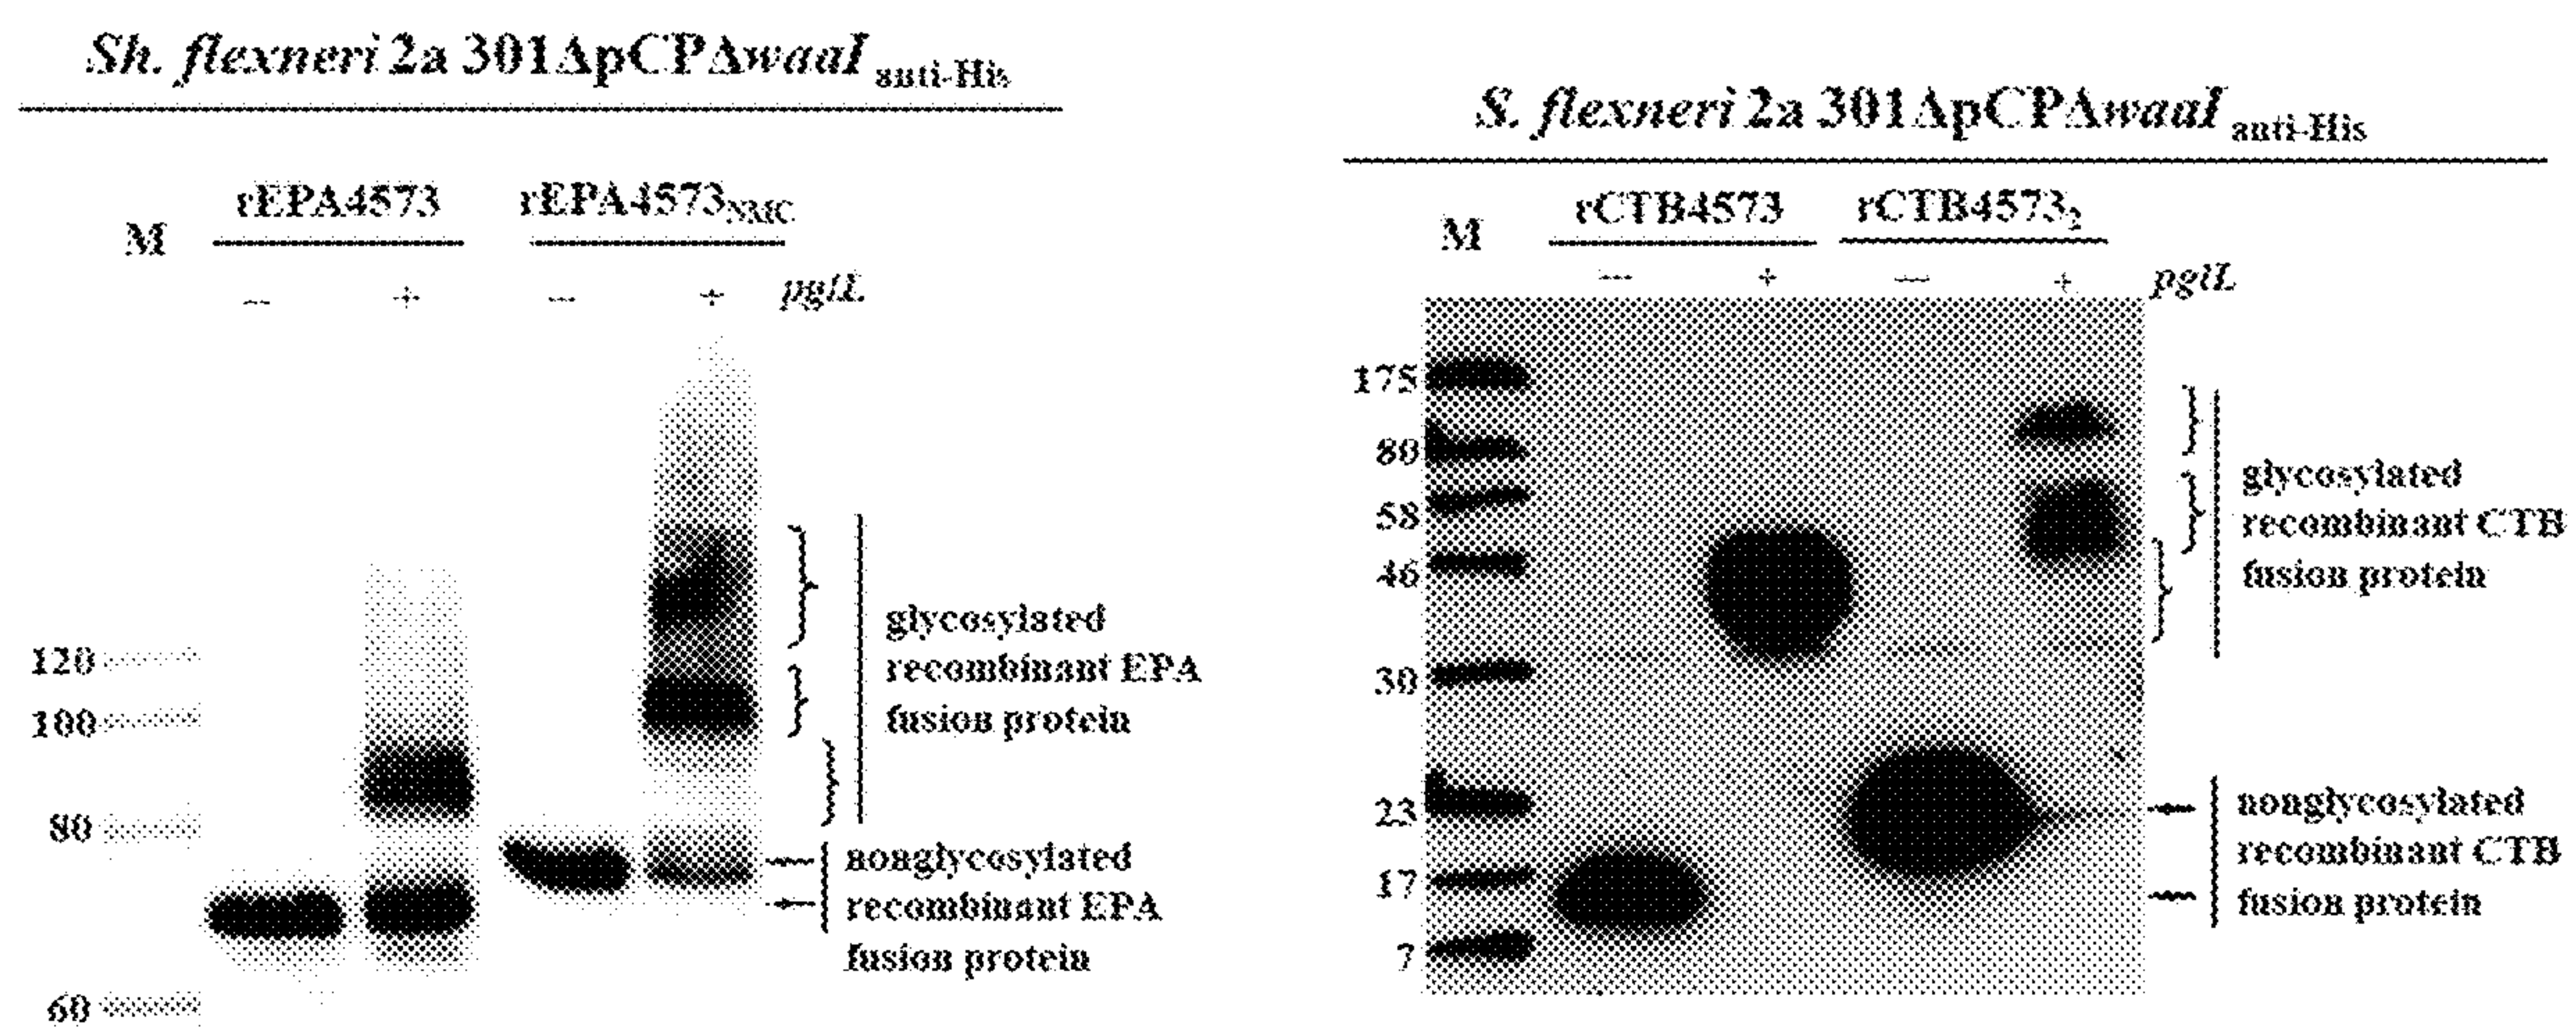 Sh. flexneri 2a 301ΔpCPΔwaaI anti-His
rEPA4573 rEPA4573NMC
M
– + – + pglL
120
100
80
60
glycosylated
recombinant EPA
fusion protein
nonglycosylated
recombinant EPA
fusion protein
S. flexneri 2a 301ΔpCPΔwaaI anti-His
rCTB4573 rCTB45732
M
– + – + pglL
175
80
58
46
30
23
17
7
glycosylated
recombinant CTB
fusion protein
nonglycosylated
recombinant CTB
fusion protein